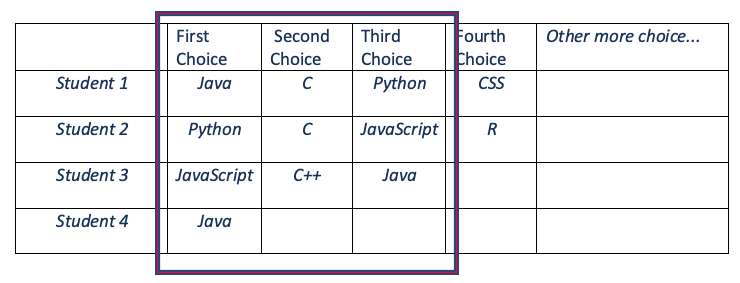 First Choice Second Choice Third Choice Fourth Choice Other more choice...
Student 1 Java C Python CSS
Student 2 Python C JavaScript R
Student 3 JavaScript C++ Java
Student 4 Java